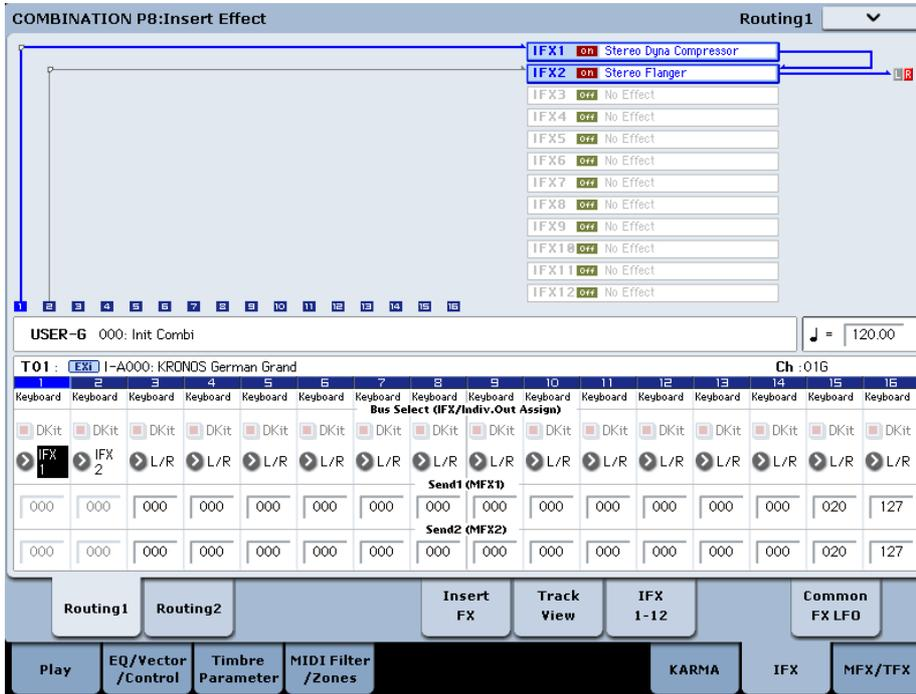 COMBINATION P8:Insert Effect Routing1
IFX1 on Stereo Dyna Compressor
IFX2 on Stereo Flanger L R
IFX3 Off No Effect
IFX4 Off No Effect
IFX5 Off No Effect
IFX6 Off No Effect
IFX7 Off No Effect
IFX8 Off No Effect
IFX9 Off No Effect
IFX10 Off No Effect
IFX11 Off No Effect
IFX12 Off No Effect
1 2 3 4 5 6 7 8 9 10 11 12 13 14 15 16
USER-G 000: Init Combi ♩ = 120.00
T01 : EXi I-A000: KRONOS German Grand Ch :01G
1 2 3 4 5 6 7 8 9 10 11 12 13 14 15 16
Keyboard Keyboard Keyboard Keyboard Keyboard Keyboard Keyboard Keyboard Keyboard Keyboard Keyboard Keyboard Keyboard Keyboard Keyboard Keyboard
Bus Select (IFX/Indiv.Out Assign)
DKit DKit DKit DKit DKit DKit DKit DKit DKit DKit DKit DKit DKit DKit DKit DKit
IFX 1 IFX 2 L/R L/R L/R L/R L/R L/R L/R L/R L/R L/R L/R L/R L/R L/R
Send1 (MFX1)
000 000 000 000 000 000 000 000 000 000 000 000 000 000 020 127
Send2 (MFX2)
000 000 000 000 000 000 000 000 000 000 000 000 000 000 020 127
Routing1 Routing2 Insert FX Track View IFX 1-12 Common FX LFO
Play EQ/Vector /Control Timbre Parameter MIDI Filter /Zones KARMA IFX MFX/TFX